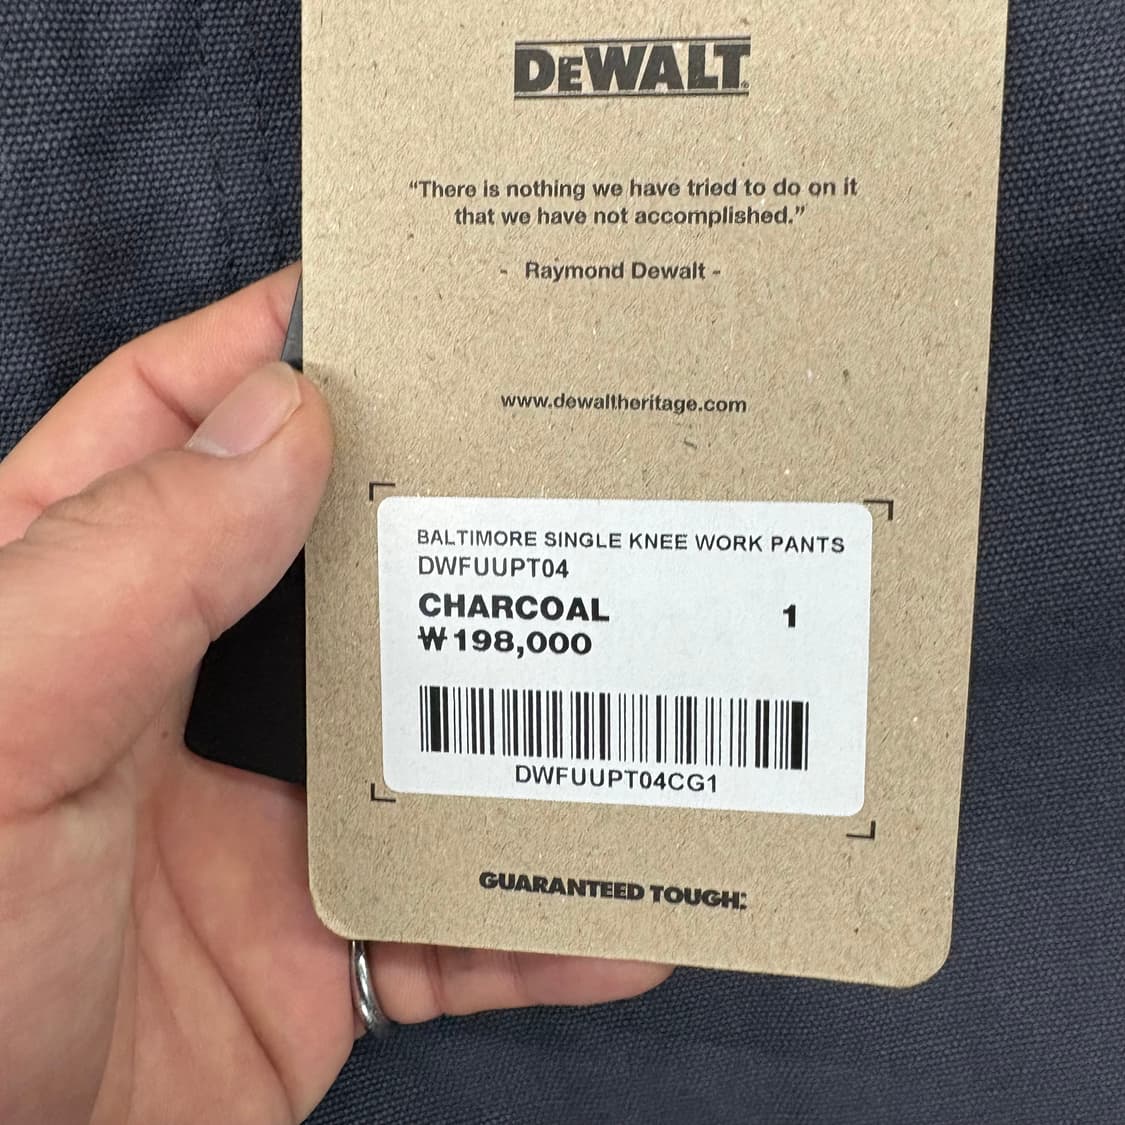 DEWALT
“There is nothing we have tried to do on it
that we have not accomplished.”
- Raymond Dewalt -
www.dewaltheritage.com
BALTIMORE SINGLE KNEE WORK PANTS
DWFUUPT04
CHARCOAL 1
₩198,000
DWFUUPT04CG1
GUARANTEED TOUGH.